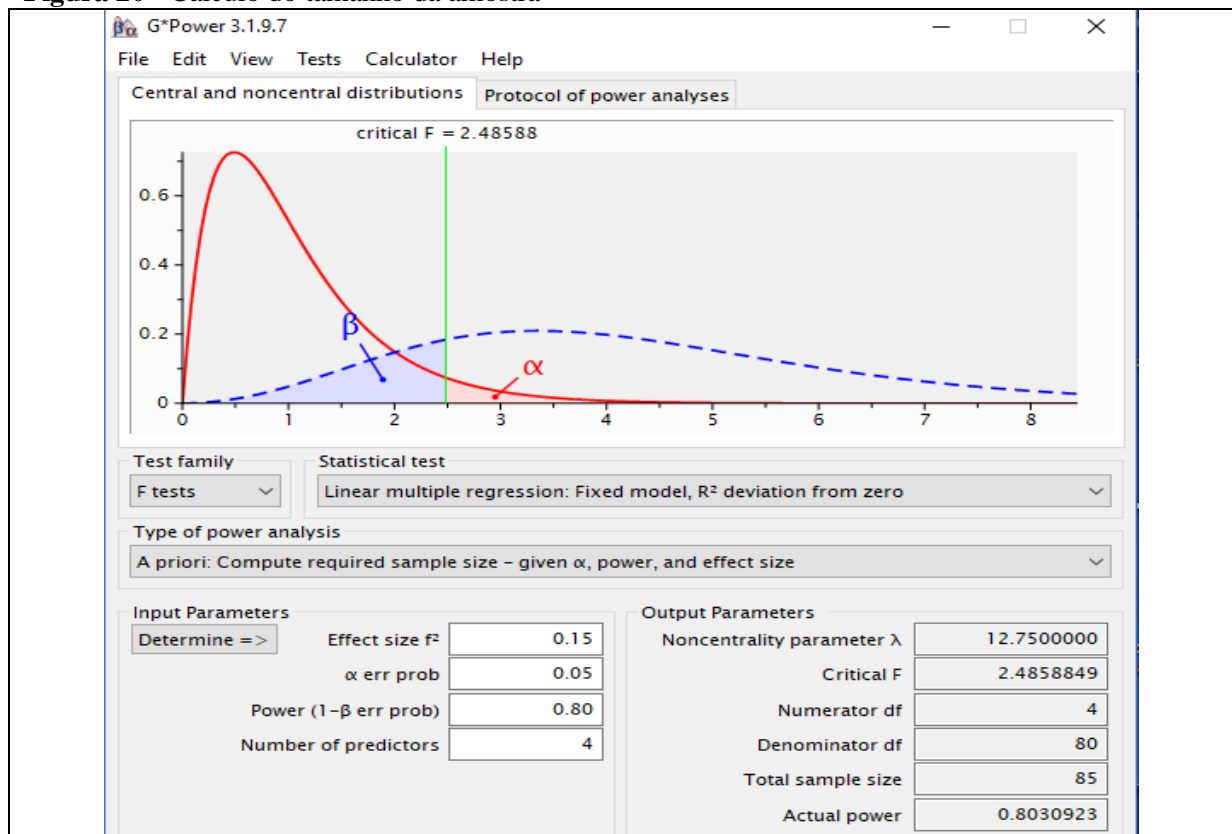 G*Power 3.1.9.7
File Edit View Tests Calculator Help
Central and noncentral distributions Protocol of power analyses
critical F = 2.48588
0.6
0.4
0.2
0
β
α
0 1 2 3 4 5 6 7 8
Test family Statistical test
F tests Linear multiple regression: Fixed model, R² deviation from zero
Type of power analysis
A priori: Compute required sample size – given α, power, and effect size
Input Parameters Output Parameters
Determine => Effect size f² 0.15 Noncentrality parameter λ 12.7500000
α err prob 0.05 Critical F 2.4858849
Power (1-β err prob) 0.80 Numerator df 4
Number of predictors 4 Denominator df 80
Total sample size 85
Actual power 0.8030923